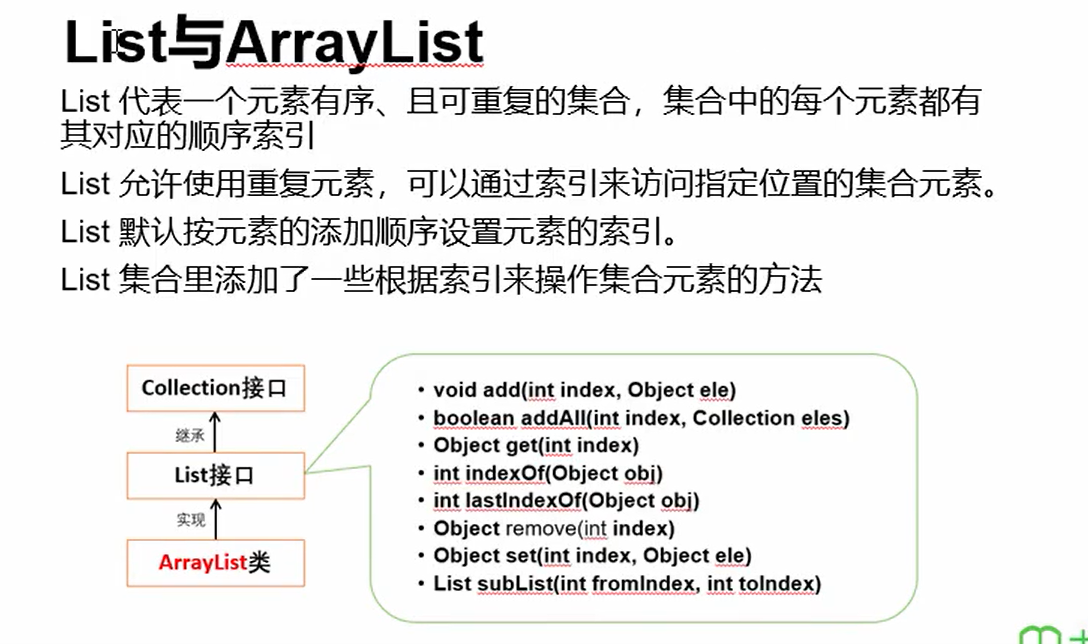 List与ArrayList
List 代表一个元素有序、且可重复的集合，集合中的每个元素都有
其对应的顺序索引
List 允许使用重复元素，可以通过索引来访问指定位置的集合元素。
List 默认按元素的添加顺序设置元素的索引。
List 集合里添加了一些根据索引来操作集合元素的方法
Collection接口
继承
List接口
实现
ArrayList类
• void add(int index, Object ele)
• boolean addAll(int index, Collection eles)
• Object get(int index)
• int indexOf(Object obj)
• int lastIndexOf(Object obj)
• Object remove(int index)
• Object set(int index, Object ele)
• List subList(int fromIndex, int toIndex)